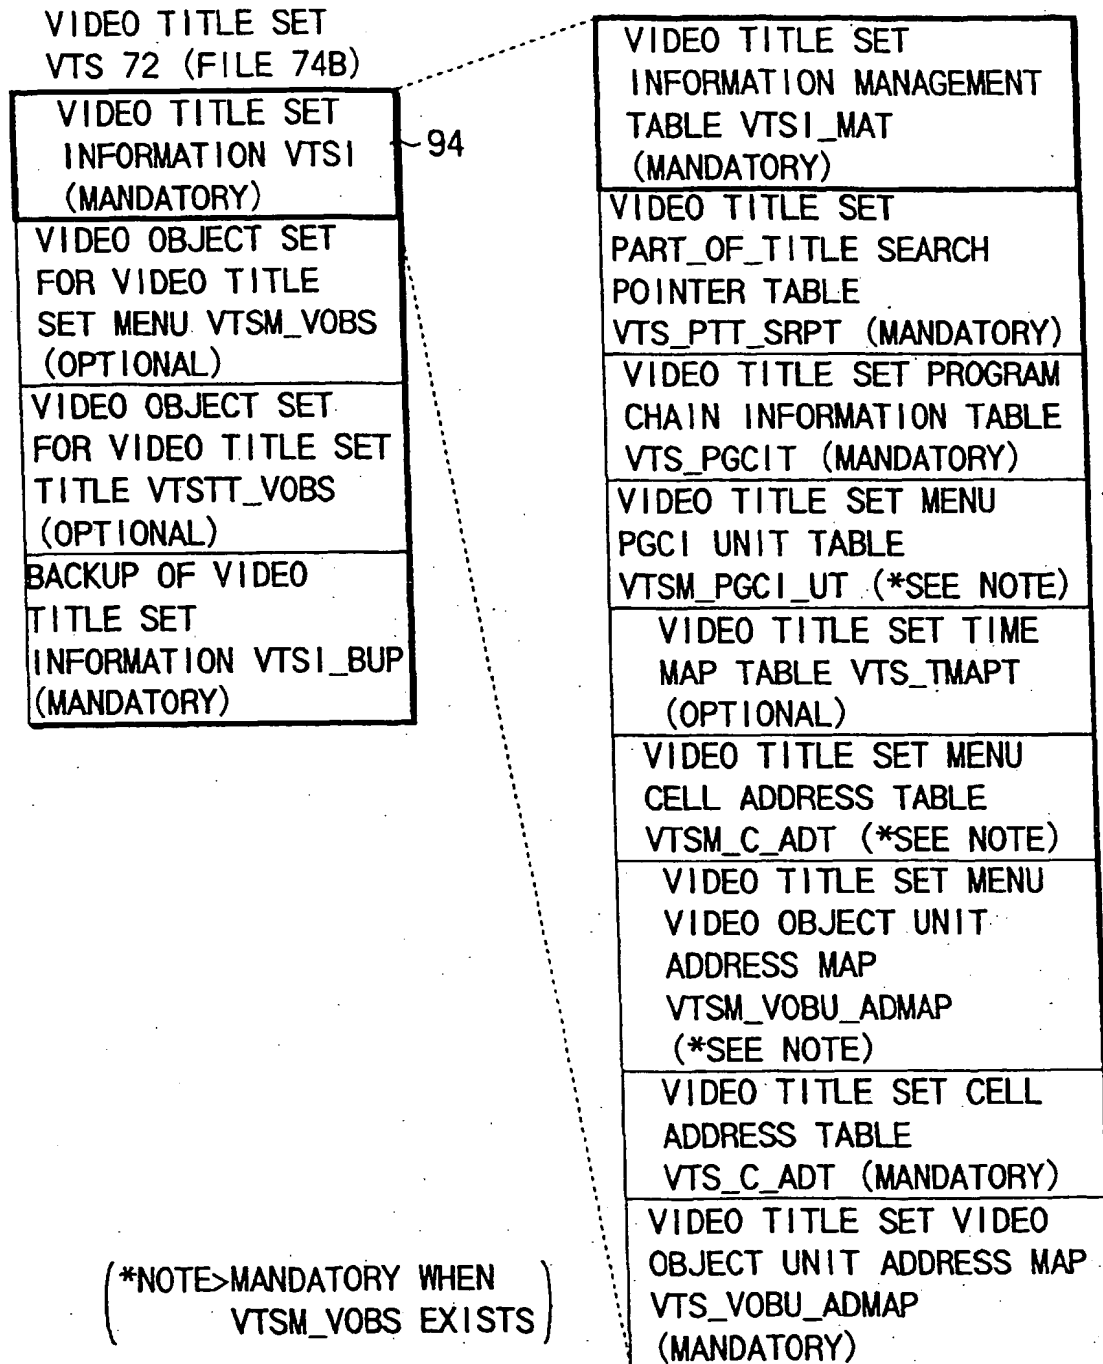 VIDEO TITLE SET
VTS 72 (FILE 74B)
VIDEO TITLE SET
INFORMATION VTSI
(MANDATORY)
94
VIDEO OBJECT SET
FOR VIDEO TITLE
SET MENU VTSM_VOBS
(OPTIONAL)
VIDEO OBJECT SET
FOR VIDEO TITLE SET
TITLE VTSTT_VOBS
(OPTIONAL)
BACKUP OF VIDEO
TITLE SET
INFORMATION VTSI_BUP
(MANDATORY)
VIDEO TITLE SET
INFORMATION MANAGEMENT
TABLE VTSI_MAT
(MANDATORY)
VIDEO TITLE SET
PART_OF_TITLE SEARCH
POINTER TABLE
VTS_PTT_SRPT (MANDATORY)
VIDEO TITLE SET PROGRAM
CHAIN INFORMATION TABLE
VTS_PGCIT (MANDATORY)
VIDEO TITLE SET MENU
PGCI UNIT TABLE
VTSM_PGCI_UT (*SEE NOTE)
VIDEO TITLE SET TIME
MAP TABLE VTS_TMAPT
(OPTIONAL)
VIDEO TITLE SET MENU
CELL ADDRESS TABLE
VTSM_C_ADT (*SEE NOTE)
VIDEO TITLE SET MENU
VIDEO OBJECT UNIT
ADDRESS MAP
VTSM_VOBU_ADMAP
(*SEE NOTE)
VIDEO TITLE SET CELL
ADDRESS TABLE
VTS_C_ADT (MANDATORY)
VIDEO TITLE SET VIDEO
OBJECT UNIT ADDRESS MAP
VTS_VOBU_ADMAP
(MANDATORY)
(*NOTE>MANDATORY WHEN
VTSM_VOBS EXISTS)